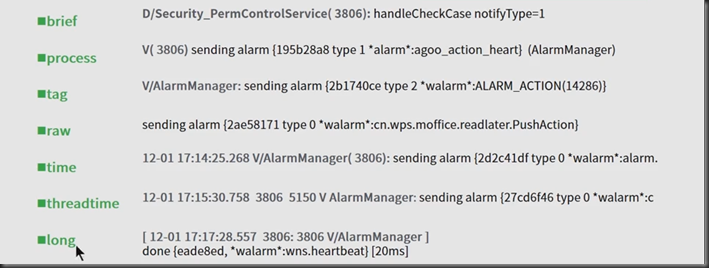 brief D/Security_PermControlService( 3806): handleCheckCase notifyType=1
process V( 3806) sending alarm {195b28a8 type 1 *alarm*:agoo_action_heart} (AlarmManager)
tag V/AlarmManager: sending alarm {2b1740ce type 2 *walarm*:ALARM_ACTION(14286)}
raw sending alarm {2ae58171 type 0 *walarm*:cn.wps.moffice.readlater.PushAction}
time 12-01 17:14:25.268 V/AlarmManager( 3806): sending alarm {2d2c41df type 0 *walarm*:alarm.
threadtime 12-01 17:15:30.758 3806 5150 V AlarmManager: sending alarm {27cd6f46 type 0 *walarm*:c
long [ 12-01 17:17:28.557 3806: 3806 V/AlarmManager ]
done {eade8ed, *walarm*:wns.heartbeat} [20ms]